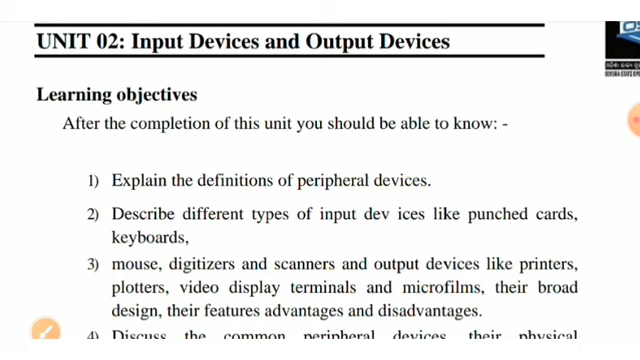 UNIT 02: Input Devices and Output Devices
Learning objectives
After the completion of this unit you should be able to know: -
1) Explain the definitions of peripheral devices.
2) Describe different types of input dev ices like punched cards,
keyboards,
3) mouse, digitizers and scanners and output devices like printers,
plotters, video display terminals and microfilms, their broad
design, their features advantages and disadvantages.
4) Discuss the common peripheral devices, their physical